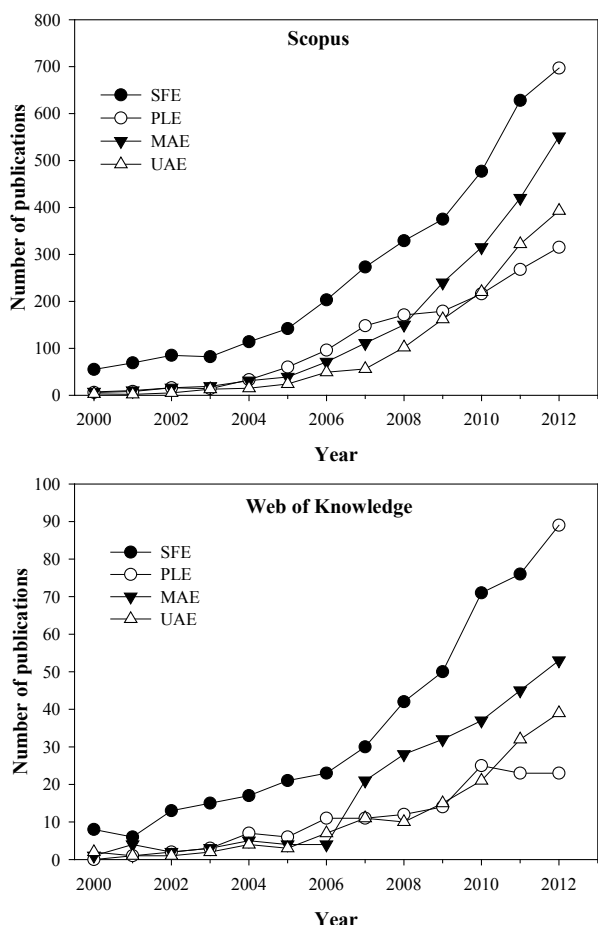 Scopus
800
700
600
500
400
300
200
100
0
Number of publications
SFE
PLE
MAE
UAE
2000 2002 2004 2006 2008 2010 2012
Year
Web of Knowledge
100
90
80
70
60
50
40
30
20
10
0
Number of publications
SFE
PLE
MAE
UAE
2000 2002 2004 2006 2008 2010 2012
Year